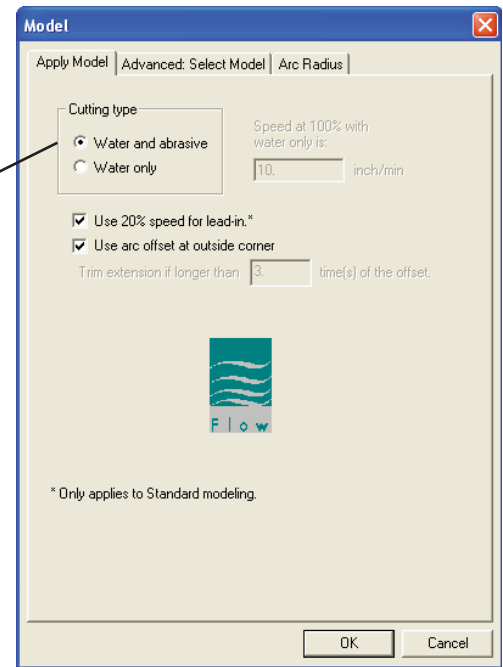 Model
Apply Model Advanced: Select Model Arc Radius
Cutting type
Water and abrasive
Water only
Speed at 100% with
water only is:
10. inch/min
Use 20% speed for lead-in.*
Use arc offset at outside corner
Trim extension if longer than 3. time(s) of the offset.
Flow
* Only applies to Standard modeling.
OK Cancel